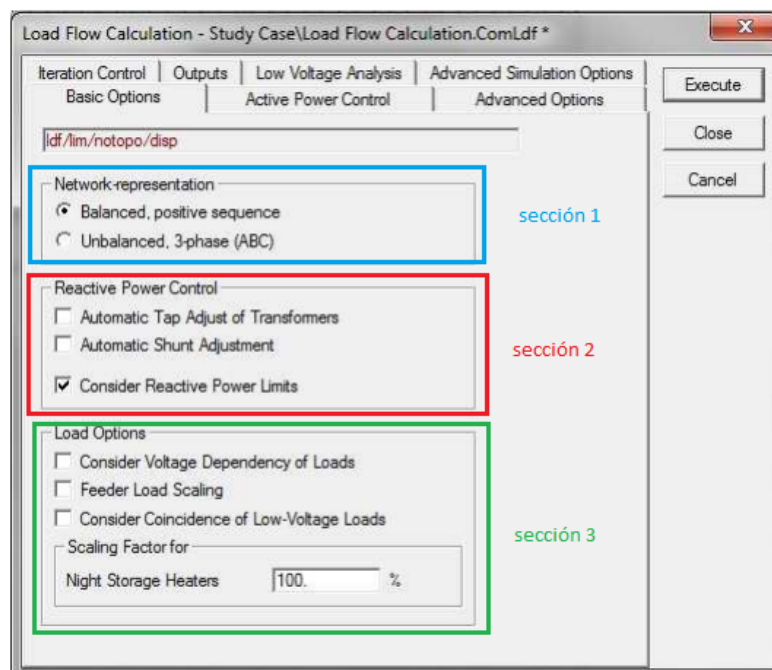 Load Flow Calculation - Study Case\Load Flow Calculation.ComLdf *
x
Iteration Control | Outputs | Low Voltage Analysis | Advanced Simulation Options
Basic Options | Active Power Control | Advanced Options
Execute
Close
Cancel
ldf/lim/notopo/disp
Network-representation
Balanced, positive sequence
Unbalanced, 3-phase (ABC)
sección 1
Reactive Power Control
Automatic Tap Adjust of Transformers
Automatic Shunt Adjustment
Consider Reactive Power Limits
sección 2
Load Options
Consider Voltage Dependency of Loads
Feeder Load Scaling
Consider Coincidence of Low-Voltage Loads
Scaling Factor for
Night Storage Heaters 100. %
sección 3